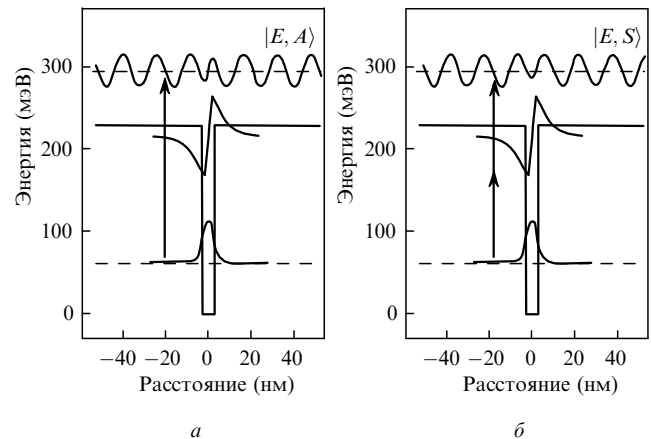 |E, A⟩
300
200
100
0
Энергия (мэВ)
−40 −20 0 20 40
Расстояние (нм)
а
|E, S⟩
300
200
100
0
Энергия (мэВ)
−40 −20 0 20 40
Расстояние (нм)
б